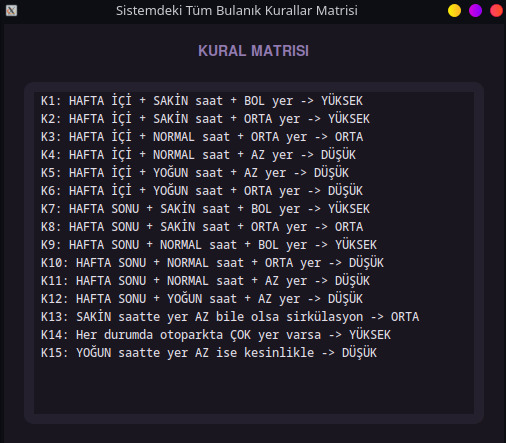 Sistemdeki Tüm Bulanık Kurallar Matrisi
KURAL MATRISI
K1: HAFTA İÇİ + SAKİN saat + BOL yer -> YÜKSEK
K2: HAFTA İÇİ + SAKİN saat + ORTA yer -> YÜKSEK
K3: HAFTA İÇİ + NORMAL saat + ORTA yer -> ORTA
K4: HAFTA İÇİ + NORMAL saat + AZ yer -> DÜŞÜK
K5: HAFTA İÇİ + YOĞUN saat + AZ yer -> DÜŞÜK
K6: HAFTA İÇİ + YOĞUN saat + ORTA yer -> DÜŞÜK
K7: HAFTA SONU + SAKİN saat + BOL yer -> YÜKSEK
K8: HAFTA SONU + SAKİN saat + ORTA yer -> ORTA
K9: HAFTA SONU + NORMAL saat + BOL yer -> YÜKSEK
K10: HAFTA SONU + NORMAL saat + ORTA yer -> DÜŞÜK
K11: HAFTA SONU + NORMAL saat + AZ yer -> DÜŞÜK
K12: HAFTA SONU + YOĞUN saat + AZ yer -> DÜŞÜK
K13: SAKİN saatte yer AZ bile olsa sirkülasyon -> ORTA
K14: Her durumda otoparkta ÇOK yer varsa -> YÜKSEK
K15: YOĞUN saatte yer AZ ise kesinlikle -> DÜŞÜK